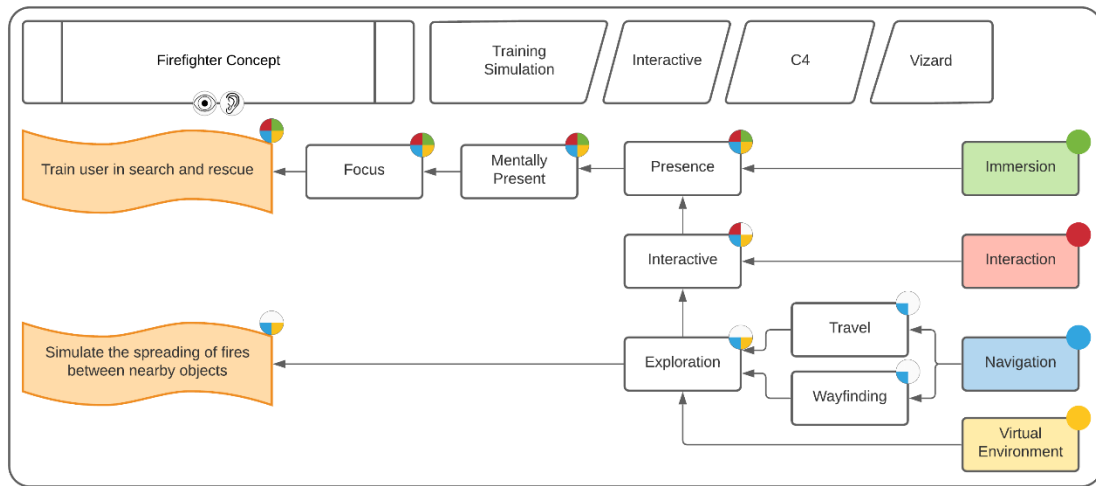 Firefighter Concept
Training
Simulation
Interactive
C4
Vizard
Train user in search and rescue
Focus
Mentally
Present
Presence
Immersion
Interactive
Interaction
Simulate the spreading of fires
between nearby objects
Exploration
Travel
Wayfinding
Navigation
Virtual
Environment